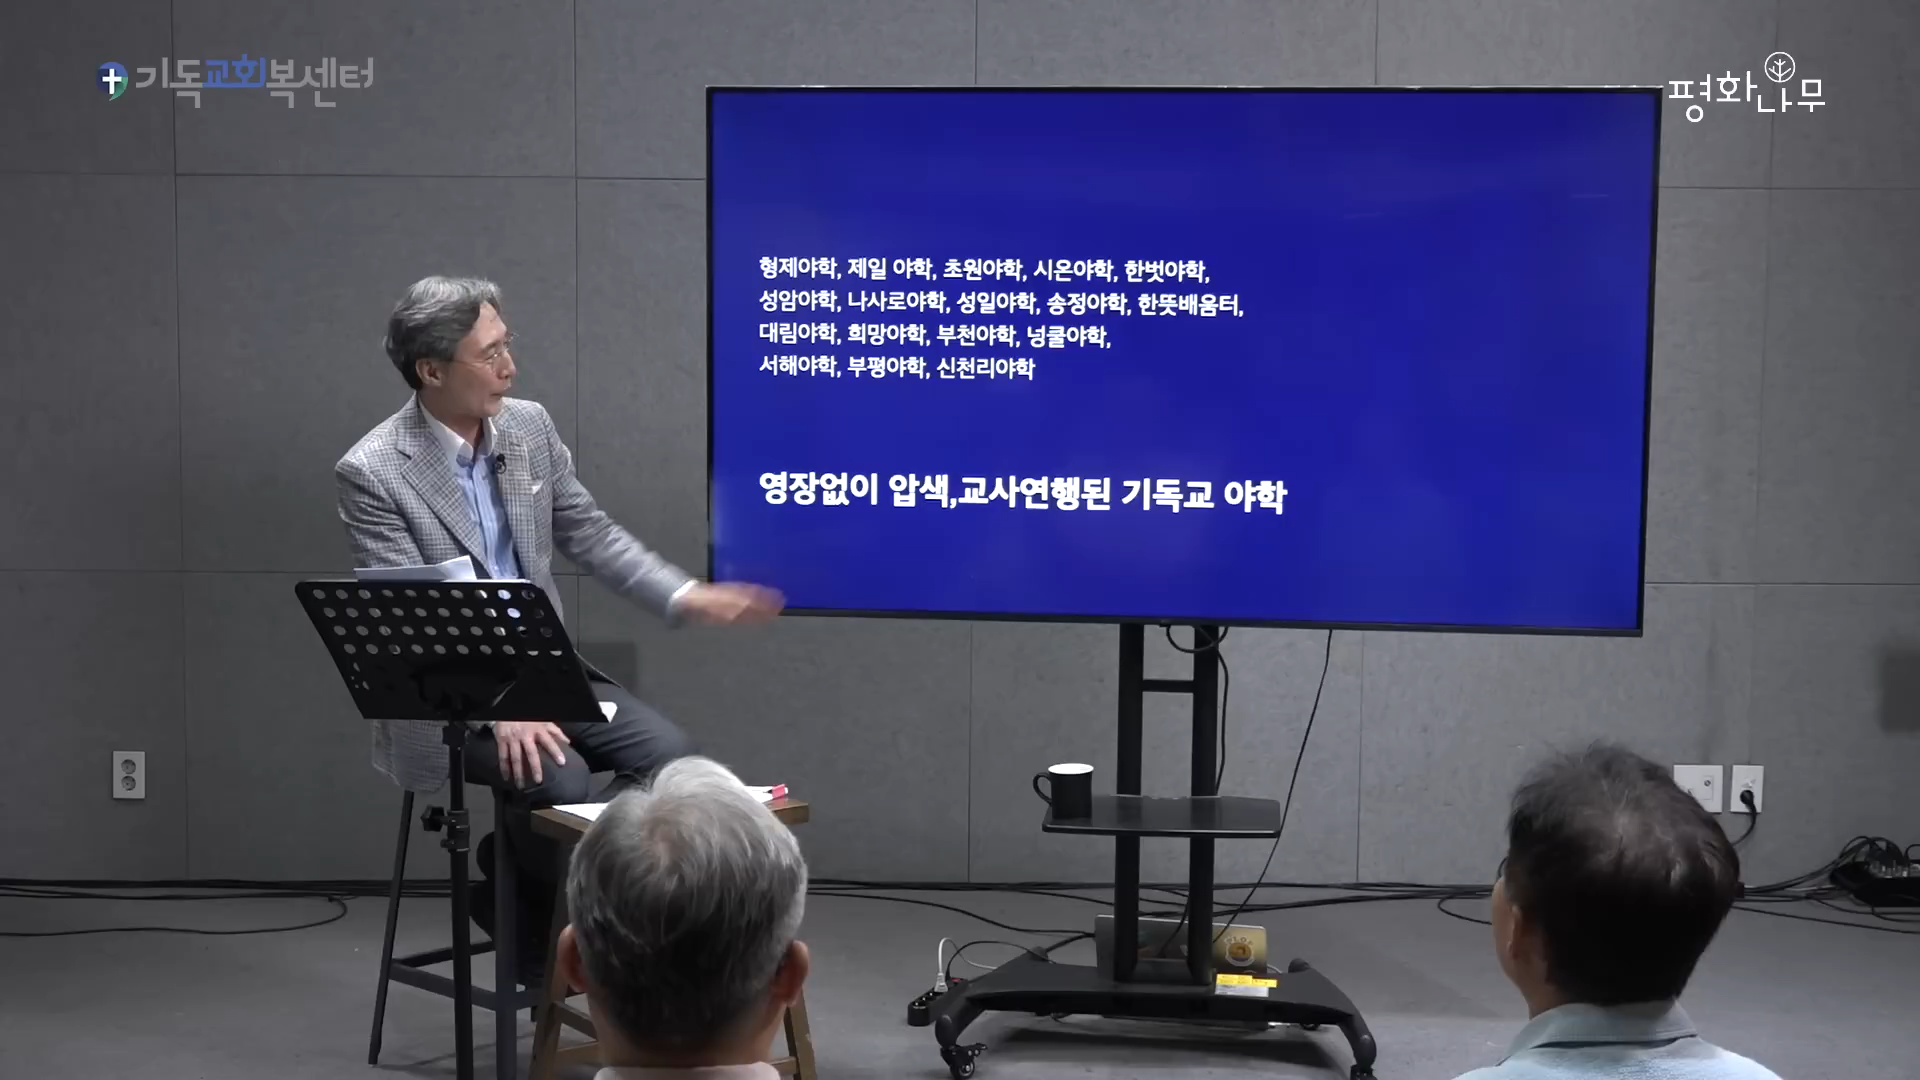 기독교회복센터
평화나무
형제야학, 제일 야학, 초원야학, 시온야학, 한벗야학,
성암야학, 나사로야학, 성일야학, 송정야학, 한뜻배움터,
대림야학, 희망야학, 부천야학, 넝쿨야학,
서해야학, 부평야학, 신천리야학
영장없이 압색,교사연행된 기독교 야학